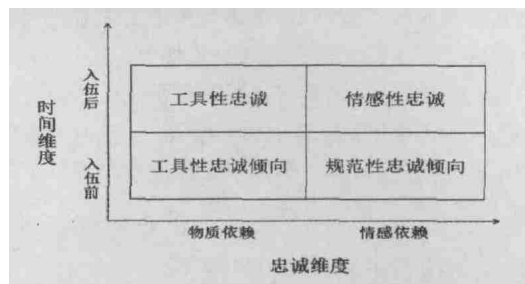 时间维度
入伍后
入伍前
工具性忠诚
情感性忠诚
工具性忠诚倾向
规范性忠诚倾向
物质依赖
情感依赖
忠诚维度